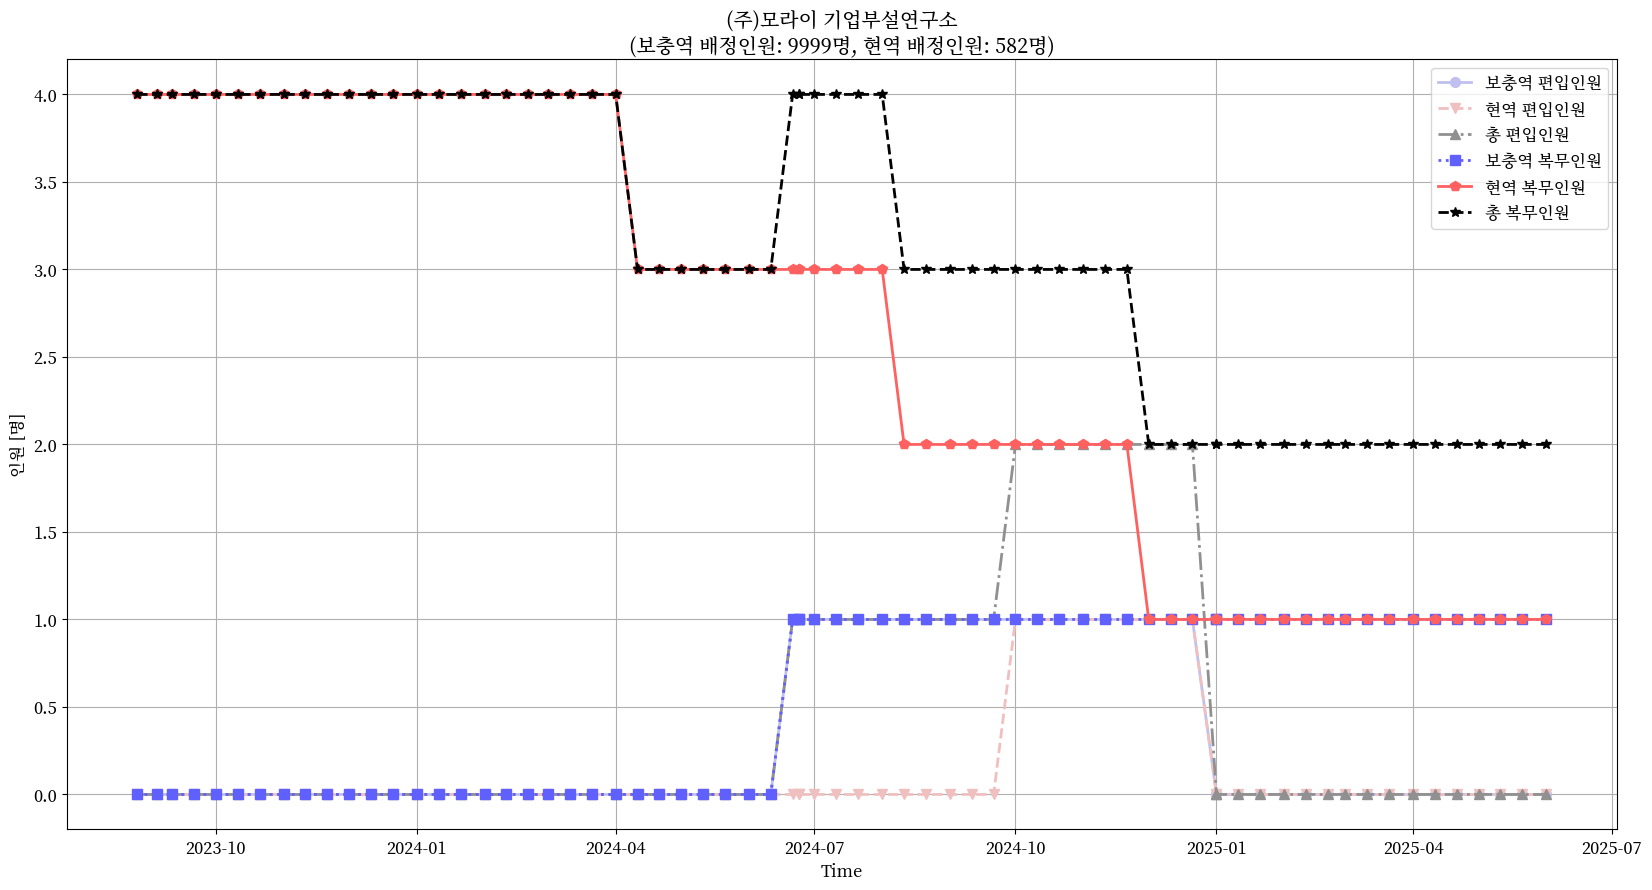 (주)모라이 기업부설연구소
(보충역 배정인원: 9999명, 현역 배정인원: 582명)
보충역 편입인원
현역 편입인원
총 편입인원
보충역 복무인원
현역 복무인원
총 복무인원
4.0
3.5
3.0
2.5
2.0
1.5
1.0
0.5
0.0
인원 [명]
2023-10
2024-01
2024-04
2024-07
2024-10
2025-01
2025-04
2025-07
Time